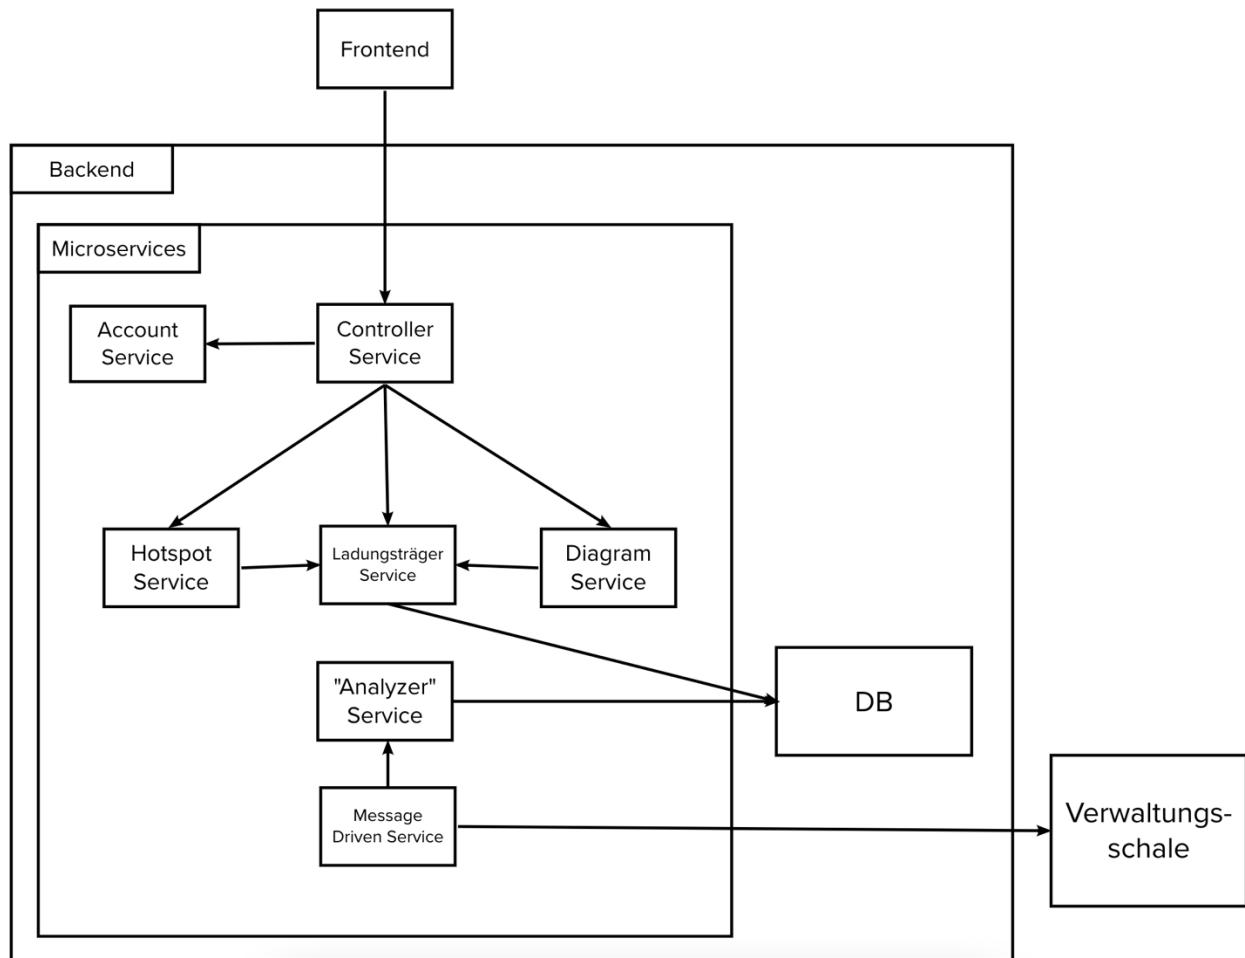 Frontend
Backend
Microservices
Account
Service
Controller
Service
Hotspot
Service
Ladungsträger
Service
Diagram
Service
"Analyzer"
Service
DB
Message
Driven Service
Verwaltungs-
schale